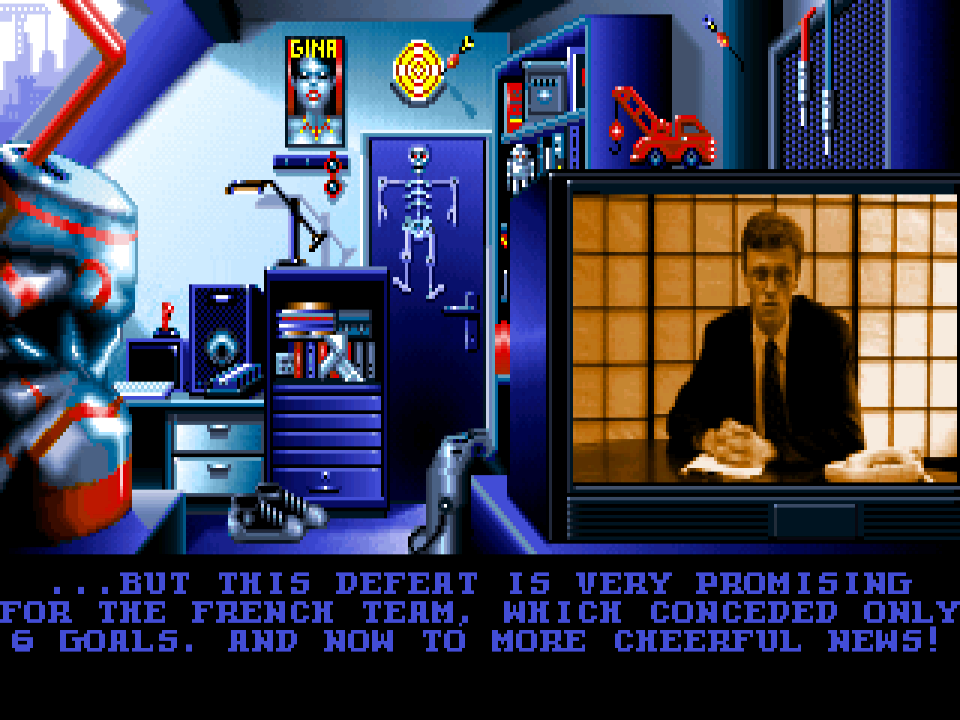 GINA
...BUT THIS DEFEAT IS VERY PROMISING
FOR THE FRENCH TEAM, WHICH CONCEDED ONLY
6 GOALS. AND NOW TO MORE CHEERFUL NEWS!